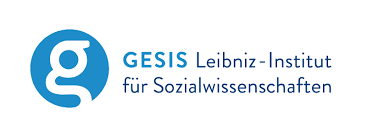 g
GESIS Leibniz-Institut
für Sozialwissenschaften